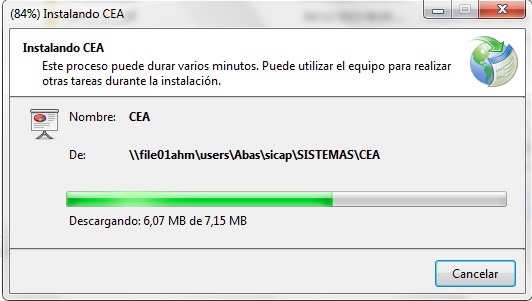 (84%) Instalando CEA
Instalando CEA
Este proceso puede durar varios minutos. Puede utilizar el equipo para realizar
otras tareas durante la instalación.
Nombre: CEA
De: \\file01ahm\users\Abas\sicap\SISTEMAS\CEA
Descargando: 6,07 MB de 7,15 MB
Cancelar